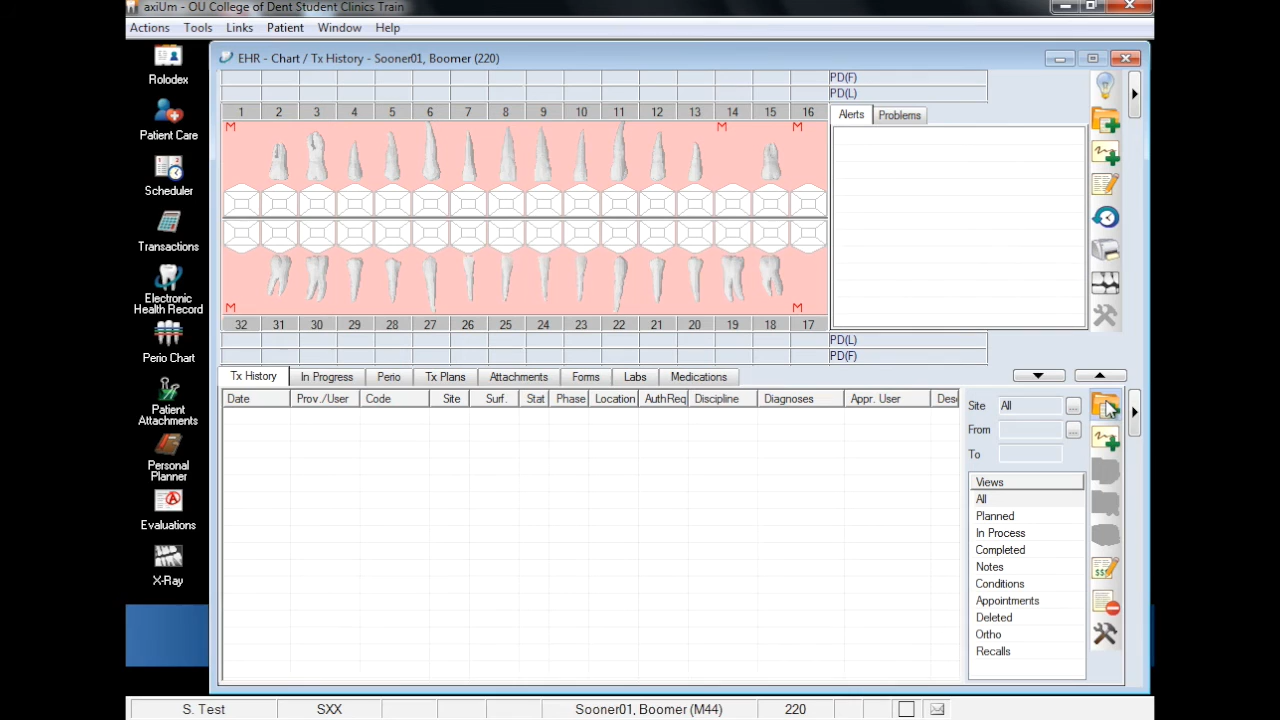 axiUm - OU College of Dent Student Clinics Train
Actions Tools Links Patient Window Help
Rolodex
Patient Care
Scheduler
Transactions
Electronic
Health Record
Perio Chart
Patient
Attachments
Personal
Planner
Evaluations
X-Ray
EHR - Chart / Tx History - Sooner01, Boomer (220)
PD(F)
PD(L)
1 2 3 4 5 6 7 8 9 10 11 12 13 14 15 16
M M M
M M
32 31 30 29 28 27 26 25 24 23 22 21 20 19 18 17
PD(L)
PD(F)
Alerts Problems
Tx History In Progress Perio Tx Plans Attachments Forms Labs Medications
Date Prov./User Code Site Surf. Stat Phase Location AuthReq Discipline Diagnoses Appr. User Desc
Site All ...
From ...
To
Views
All
Planned
In Process
Completed
Notes
Conditions
Appointments
Deleted
Ortho
Recalls
S. Test SXX Sooner01, Boomer (M44) 220